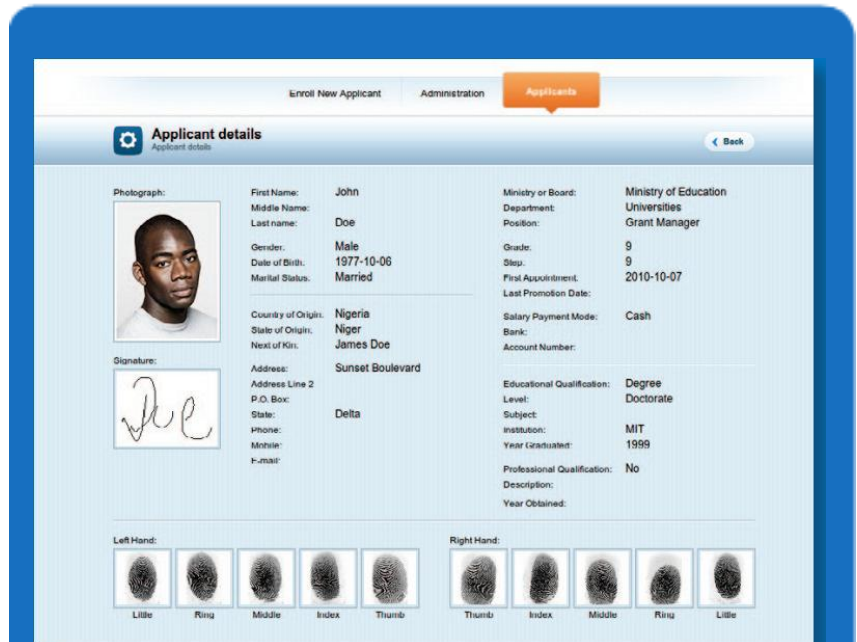 Enroll New Applicant Administration Applicants
Applicant details
Applicant details
Back
Photograph:
First Name: John
Middle Name:
Last name: Doe
Gender: Male
Date of Birth: 1977-10-06
Marital Status: Married
Country of Origin: Nigeria
State of Origin: Niger
Next of Kin: James Doe
Address: Sunset Boulevard
Address Line 2
P.O. Box:
State: Delta
Phone:
Mobile:
E-mail:
Ministry or Board: Ministry of Education
Department: Universities
Position: Grant Manager
Grade: 9
Step: 9
First Appointment: 2010-10-07
Last Promotion Date:
Salary Payment Mode: Cash
Bank:
Account Number:
Educational Qualification: Degree
Level: Doctorate
Subject:
Institution: MIT
Year Graduated: 1999
Professional Qualification: No
Description:
Year Obtained:
Signature:
Doe
Left Hand:
Little Ring Middle Index Thumb
Right Hand:
Thumb Index Middle Ring Little